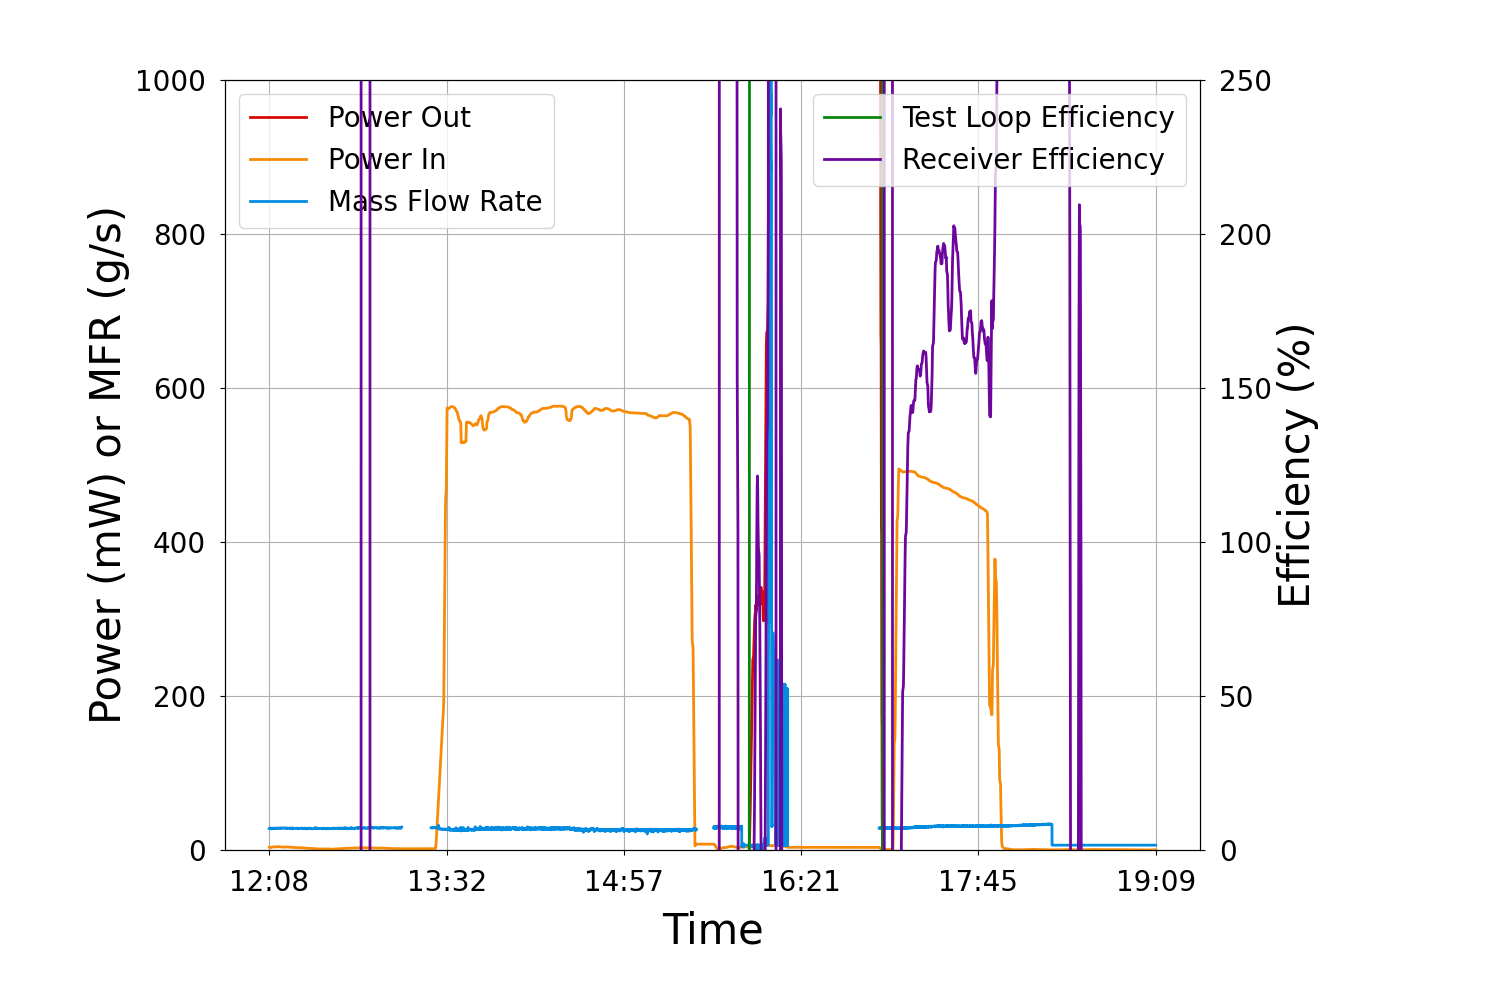 Power Out
Power In
Mass Flow Rate
Test Loop Efficiency
Receiver Efficiency
1000
800
600
400
200
0
Power (mW) or MFR (g/s)
250
200
150
100
50
0
Efficiency (%)
12:08
13:32
14:57
16:21
17:45
19:09
Time